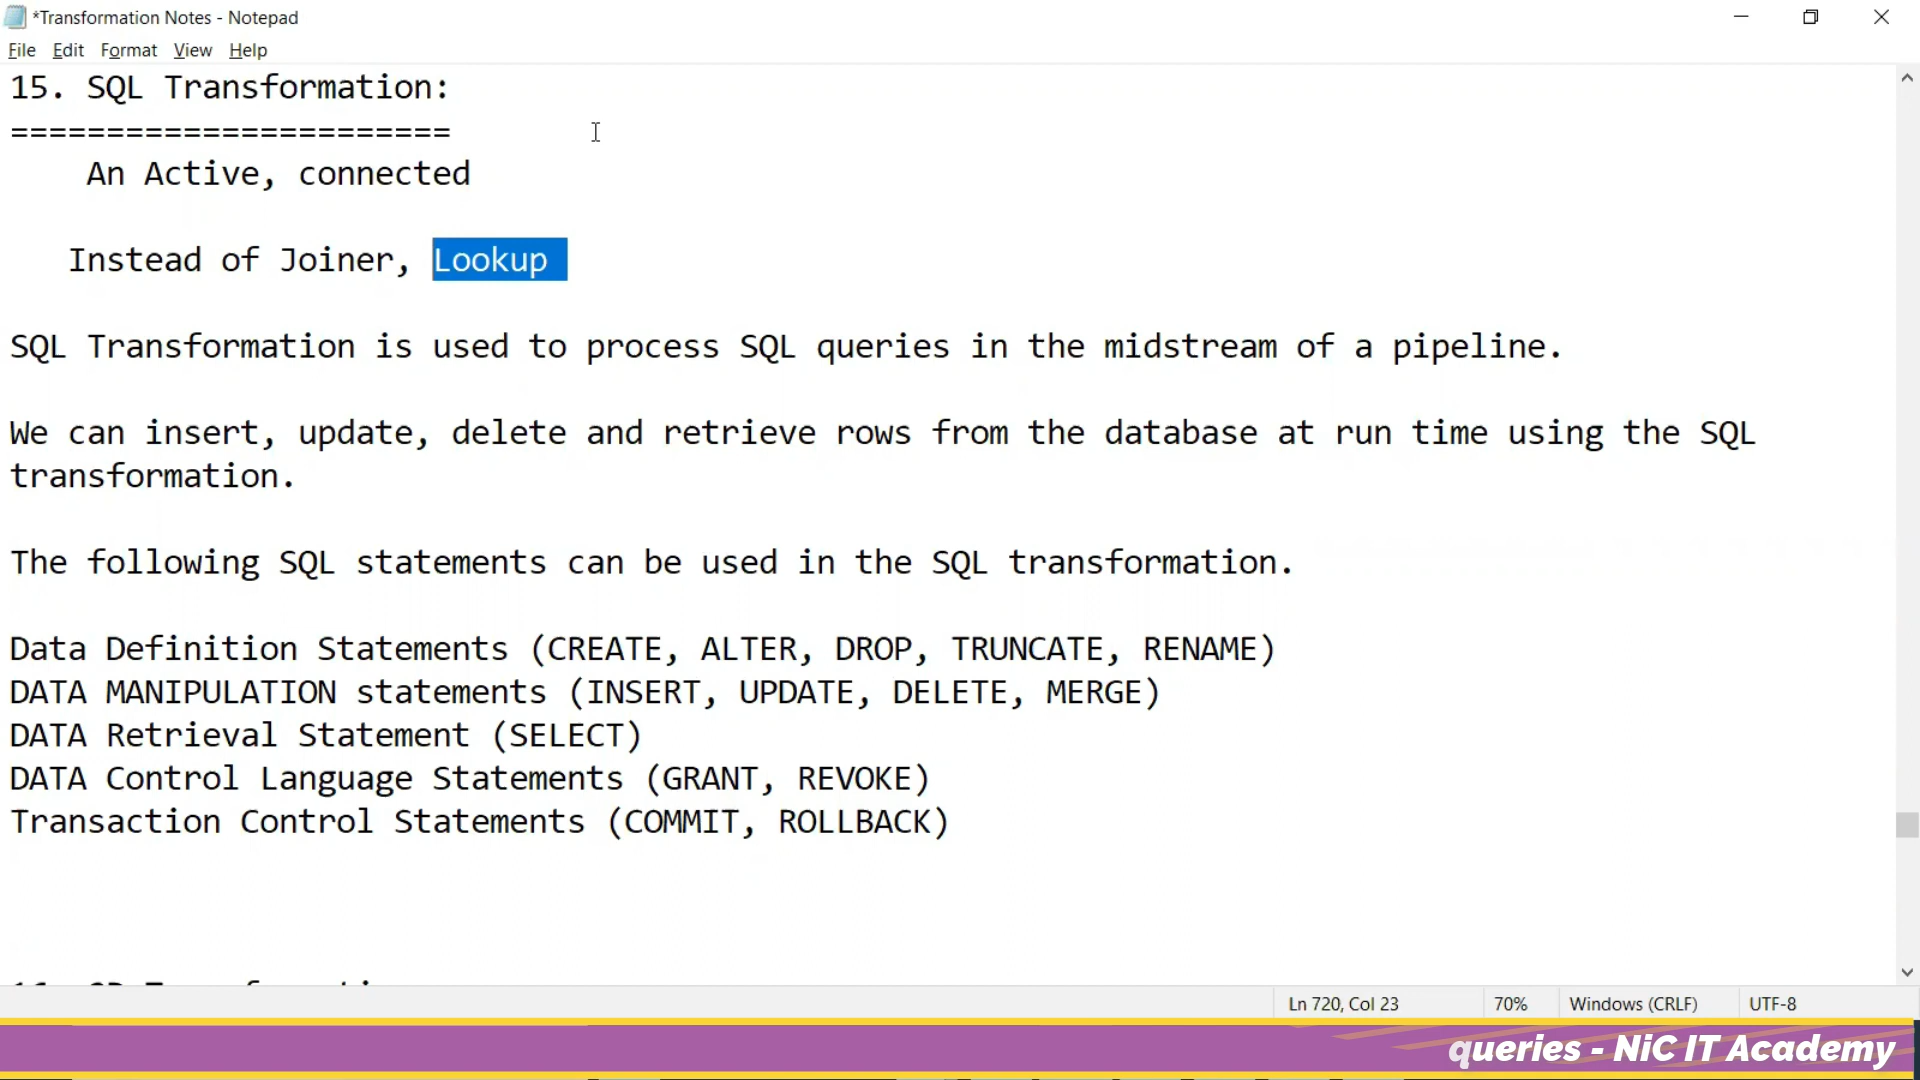 *Transformation Notes - Notepad
File Edit Format View Help
15. SQL Transformation:
=======================
An Active, connected
Instead of Joiner, Lookup
SQL Transformation is used to process SQL queries in the midstream of a pipeline.
We can insert, update, delete and retrieve rows from the database at run time using the SQL
transformation.
The following SQL statements can be used in the SQL transformation.
Data Definition Statements (CREATE, ALTER, DROP, TRUNCATE, RENAME)
DATA MANIPULATION statements (INSERT, UPDATE, DELETE, MERGE)
DATA Retrieval Statement (SELECT)
DATA Control Language Statements (GRANT, REVOKE)
Transaction Control Statements (COMMIT, ROLLBACK)
Ln 720, Col 23 70% Windows (CRLF) UTF-8
queries - NiC IT Academy